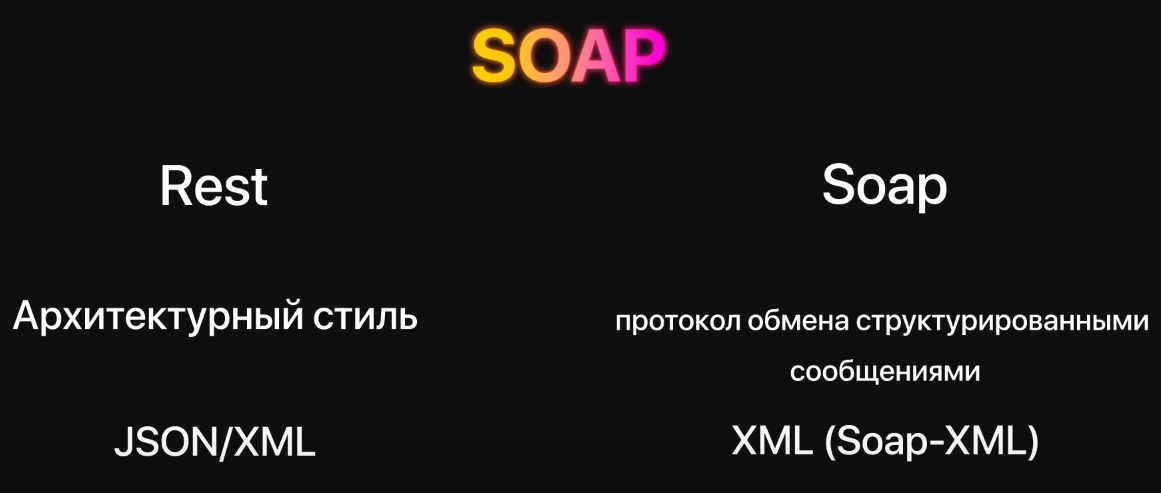 SOAP
Rest
Soap
Архитектурный стиль
протокол обмена структурированными
сообщениями
JSON/XML
XML (Soap-XML)